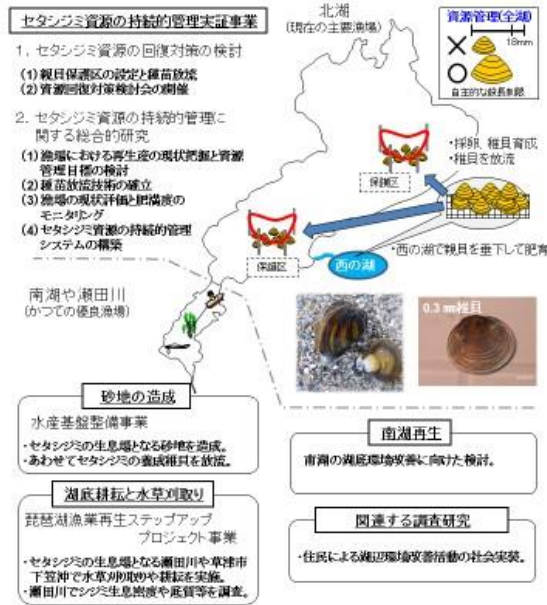 セタシジミ資源の持続的管理実証事業
1. セタシジミ資源の回復対策の検討
(1) 親貝保護区の設定と種苗放流
(2) 資源回復対策検討会の開催
2. セタシジミ資源の持続的管理に
関する総合的研究
(1) 漁場における再生産の現状把握と資源
管理目標の検討
(2) 種苗放流技術の確立
(3) 漁場の現状評価と肥満度の
モニタリング
(4) セタシジミ資源の持続的管理
システムの構築
北湖
(現在の主要漁場)
資源管理(全湖)
18mm
自主的な殻長制限
・採卵、稚貝育成
・稚貝を放流
保護区
保護区
西の湖
・西の湖で親貝を垂下して肥育
南湖や瀬田川
(かつての優良漁場)
0.3 mm稚貝
砂地の造成
水産基盤整備事業
・セタシジミの生息場となる砂地を造成。
・あわせてセタシジミの養成稚貝を放流。
湖底耕耘と水草刈取り
琵琶湖漁業再生ステップアップ
プロジェクト事業
・セタシジミの生息場となる瀬田川や草津市
下笠沖で水草刈取りや耕耘を実施。
・瀬田川でシジミ生息密度や底質等を調査。
南湖再生
南湖の湖底環境改善に向けた検討。
関連する調査研究
・住民による湖辺環境改善活動の社会実装。